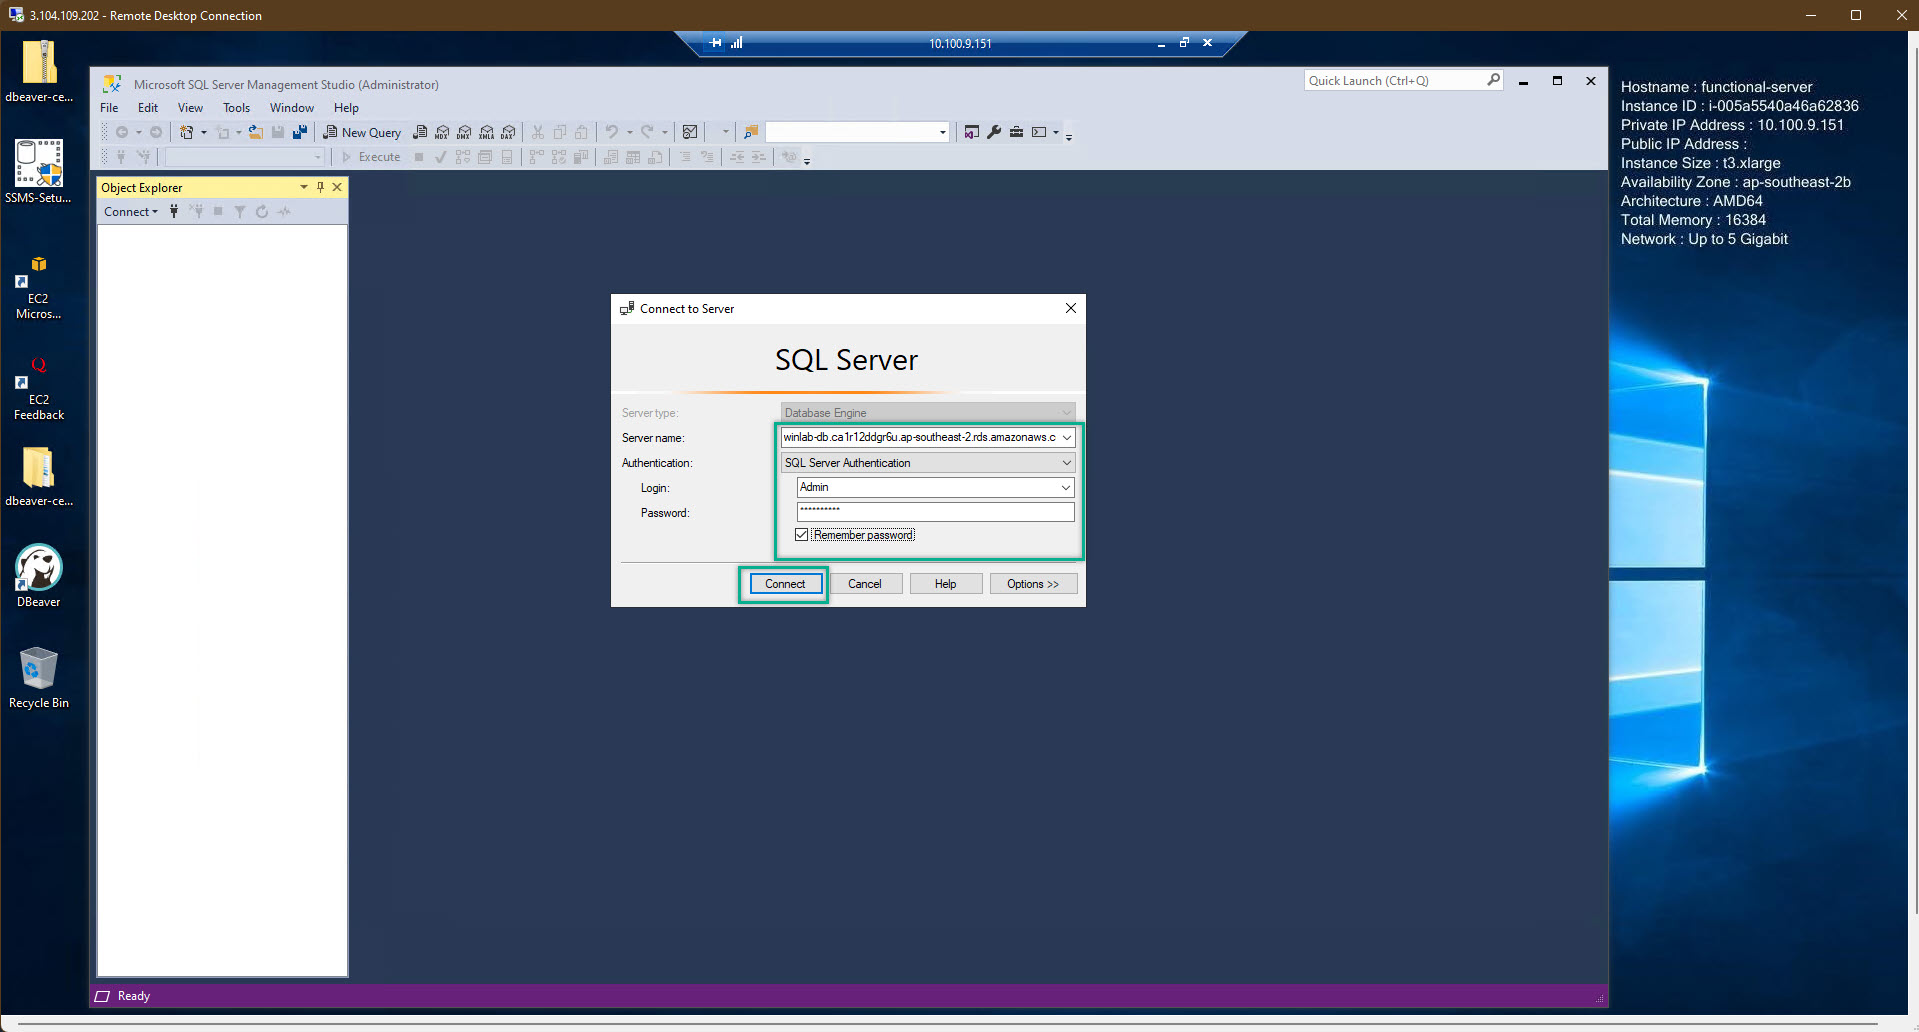 3.104.109.202 - Remote Desktop Connection
10.100.9.151
dbeaver-ce...
SSMS-Setu...
EC2
Micros...
EC2
Feedback
dbeaver-ce...
DBeaver
Recycle Bin
Microsoft SQL Server Management Studio (Administrator)
Quick Launch (Ctrl+Q)
File Edit View Tools Window Help
New Query MDX DMX XMLA DAX
Execute
Object Explorer
Connect
Connect to Server
SQL Server
Server type: Database Engine
Server name: winlab-db.ca1r12ddgr6u.ap-southeast-2.rds.amazonaws.c
Authentication: SQL Server Authentication
Login: Admin
Password: **********
Remember password
Connect Cancel Help Options >>
Ready
Hostname : functional-server
Instance ID : i-005a5540a46a62836
Private IP Address : 10.100.9.151
Public IP Address :
Instance Size : t3.xlarge
Availability Zone : ap-southeast-2b
Architecture : AMD64
Total Memory : 16384
Network : Up to 5 Gigabit